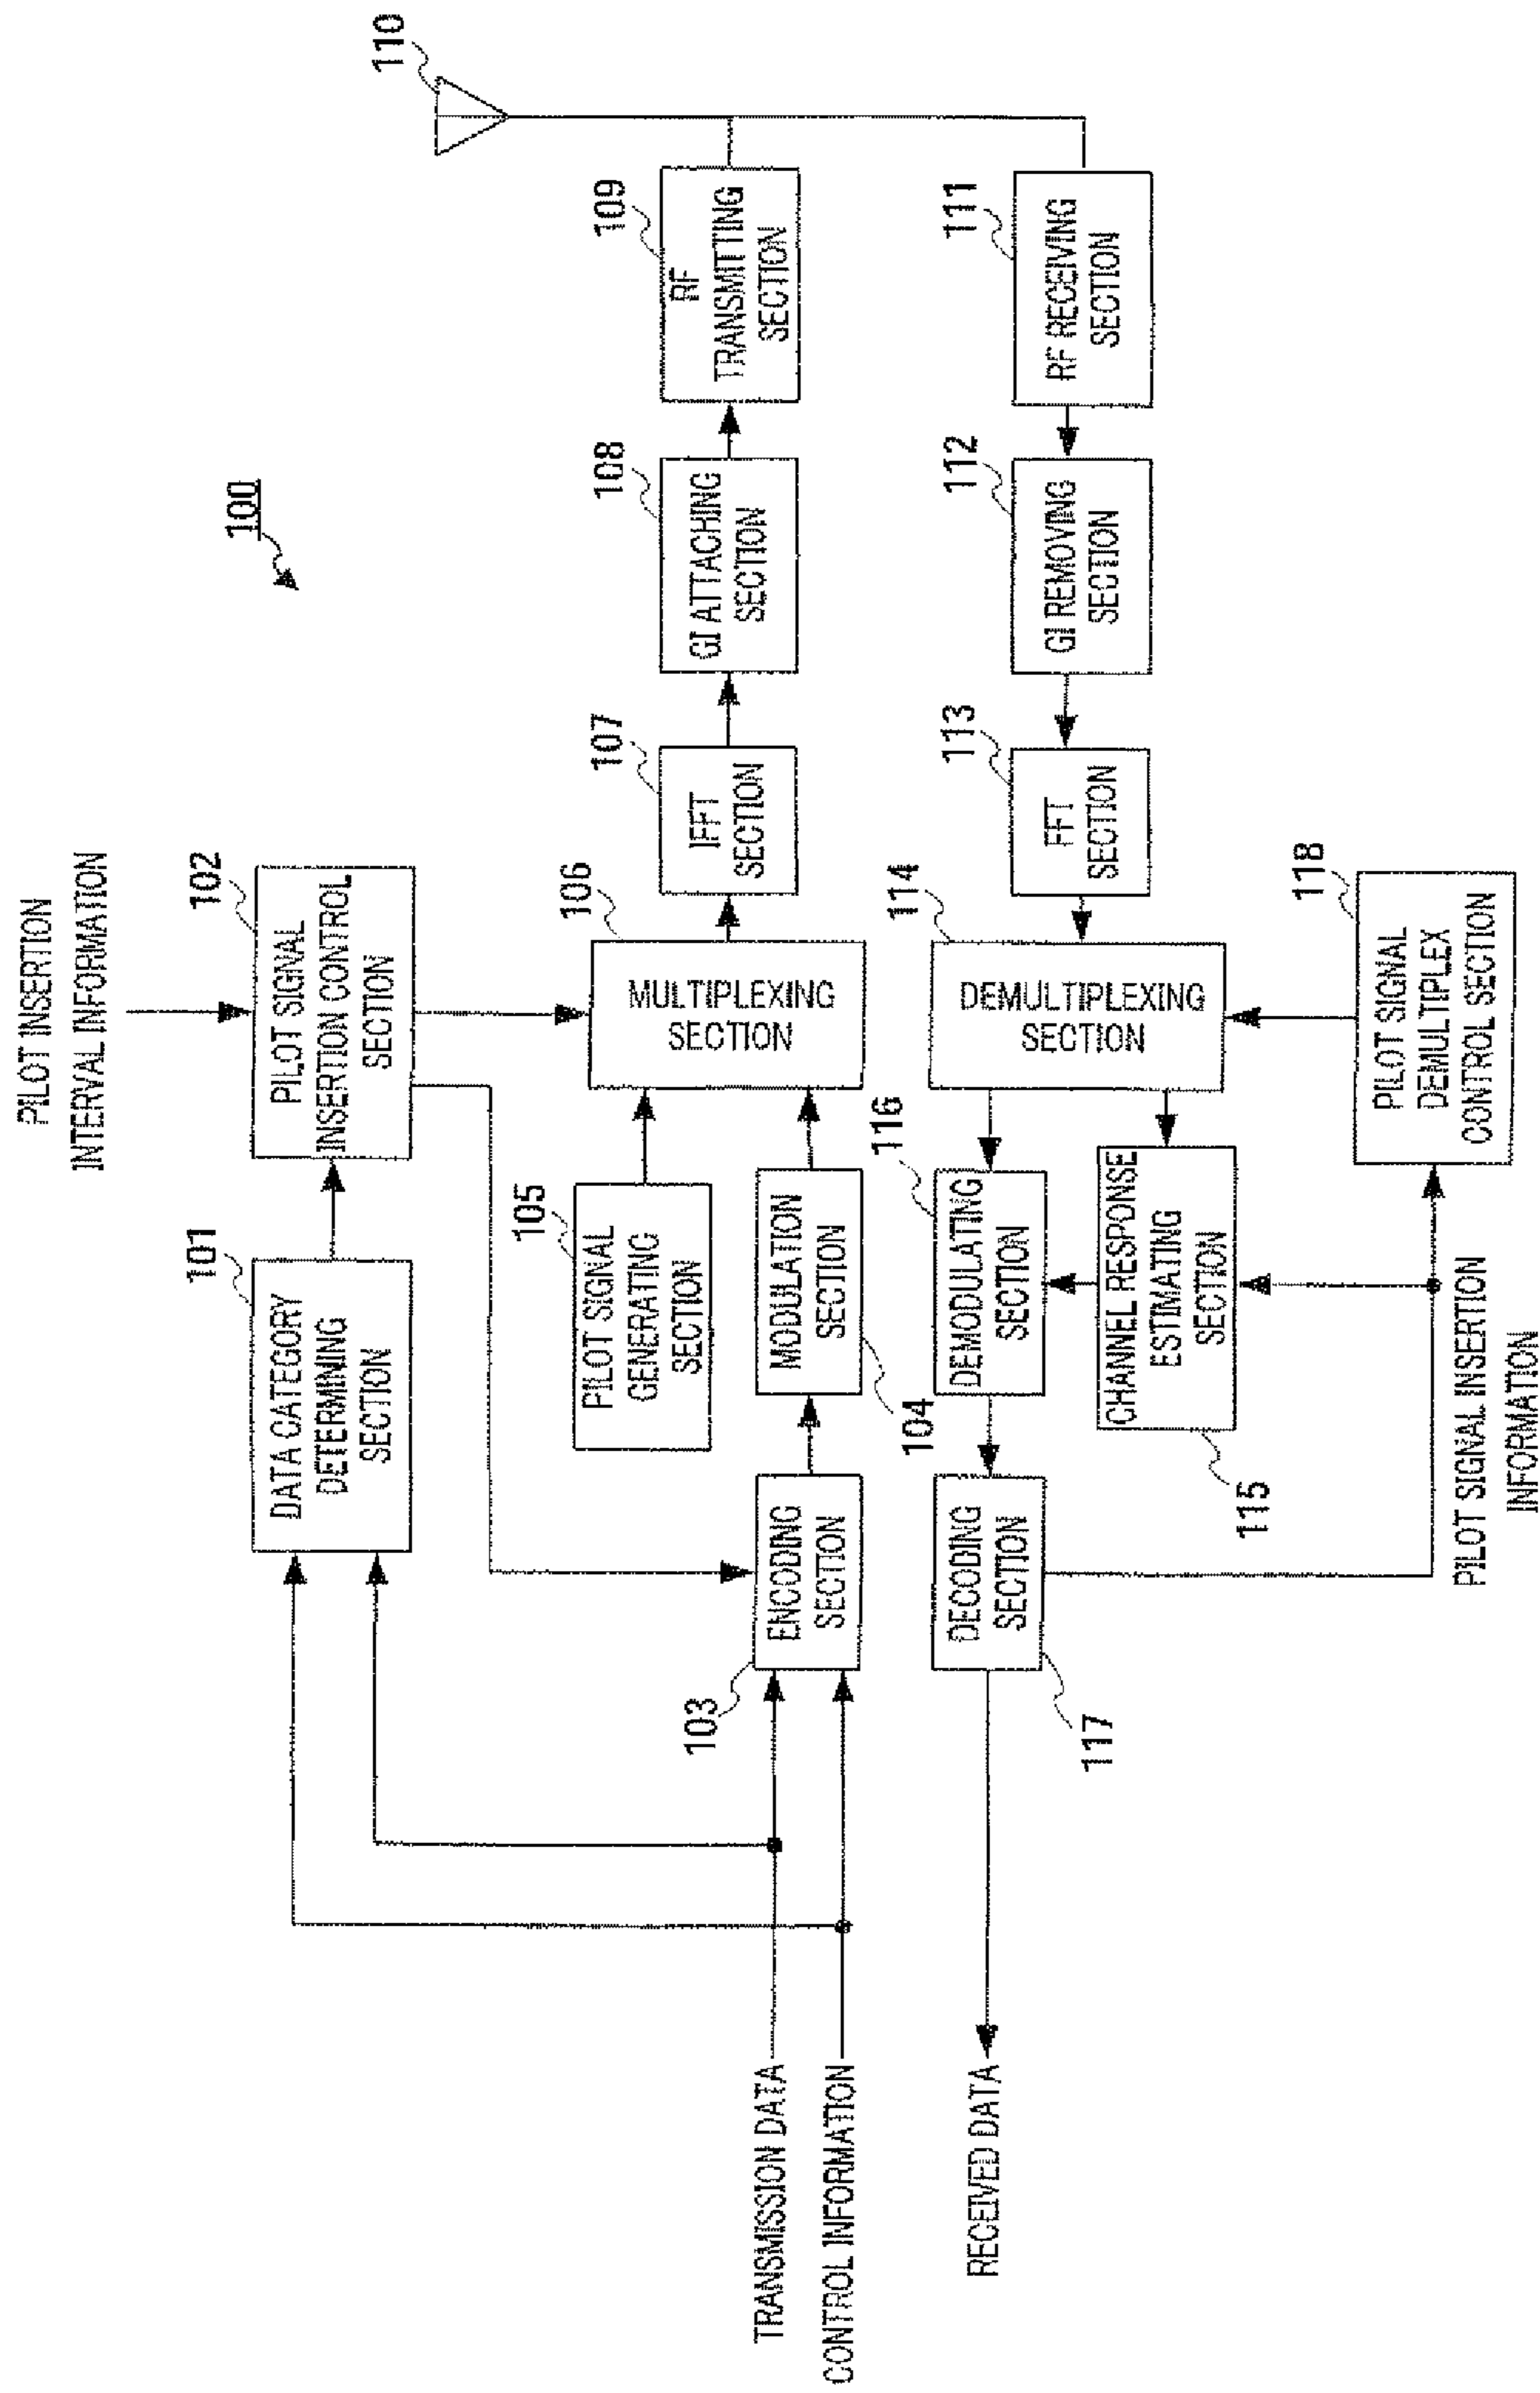 100
PILOT INSERTION
INTERVAL INFORMATION
101
DATA CATEGORY
DETERMINING
SECTION
102
PILOT SIGNAL
INSERTION CONTROL
SECTION
105
PILOT SIGNAL
GENERATING
SECTION
TRANSMISSION DATA
CONTROL INFORMATION
103
ENCODING
SECTION
MODULATION
SECTION
104
106
MULTIPLEXING
SECTION
107
IFFT
SECTION
108
GI ATTACHING
SECTION
109
RF
TRANSMITTING
SECTION
110
RECEIVED DATA
DECODING
SECTION
117
116
DEMODULATING
SECTION
CHANNEL RESPONSE
ESTIMATING
SECTION
115
114
DEMULTIPLEXING
SECTION
113
FFT
SECTION
112
GI REMOVING
SECTION
111
RF RECEIVING
SECTION
118
PILOT SIGNAL
DEMULTIPLEX
CONTROL SECTION
PILOT SIGNAL INSERTION
INFORMATION